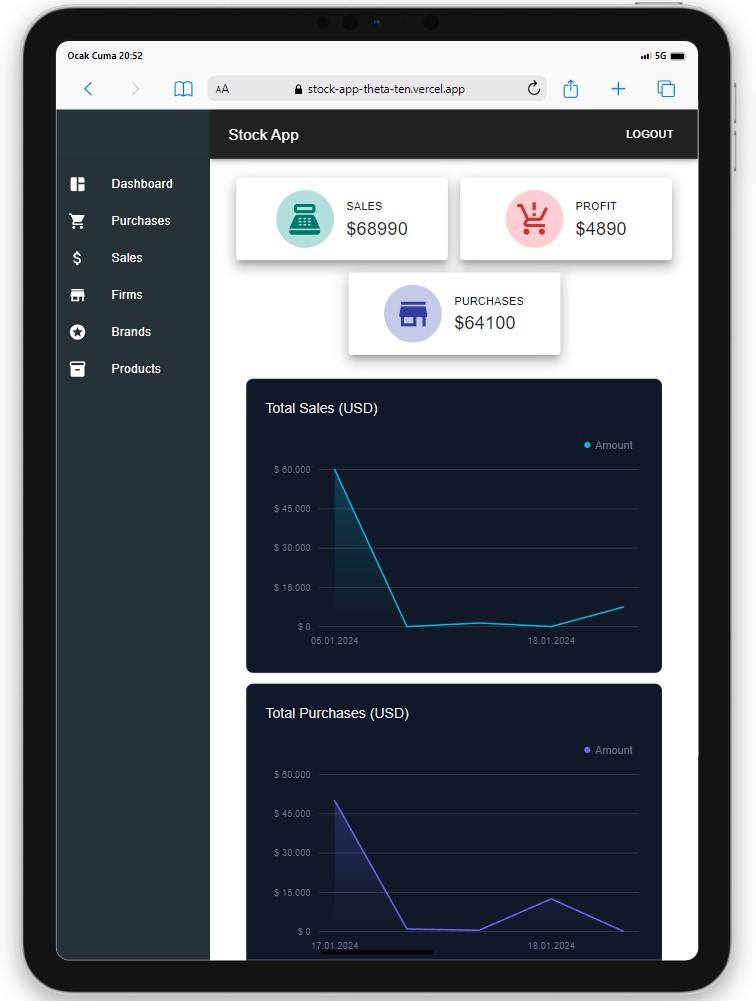 Ocak Cuma 20:52
5G
AA
stock-app-theta-ten.vercel.app
Stock App
LOGOUT
Dashboard
Purchases
Sales
Firms
Brands
Products
SALES
$68990
PROFIT
$4890
PURCHASES
$64100
Total Sales (USD)
Amount
$ 60.000
$ 45.000
$ 30.000
$ 15.000
$ 0
05.01.2024
18.01.2024
Total Purchases (USD)
Amount
$ 60.000
$ 45.000
$ 30.000
$ 15.000
$ 0
17.01.2024
18.01.2024